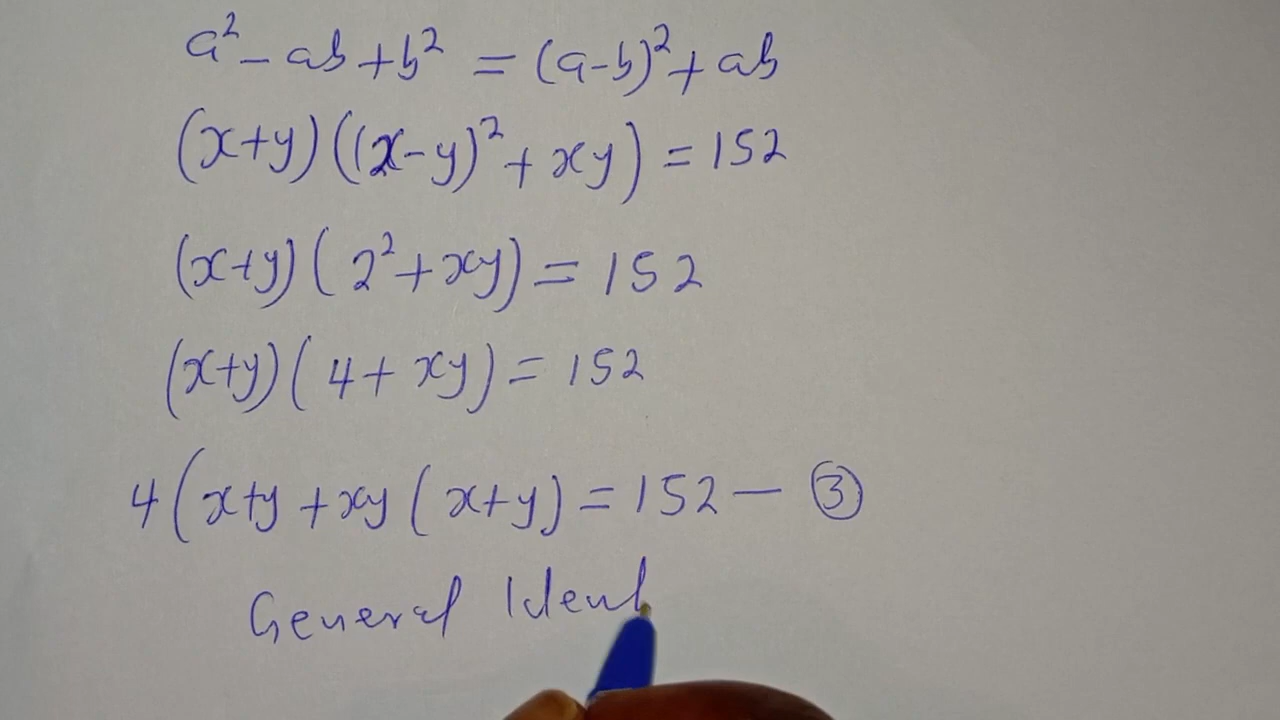 a² - ab + b² = (a-b)² + ab
(x+y)((x-y)² + xy) = 152
(x+y)(2² + xy) = 152
(x+y)(4 + xy) = 152
4(x+y + xy(x+y) = 152 — ③
General Ident